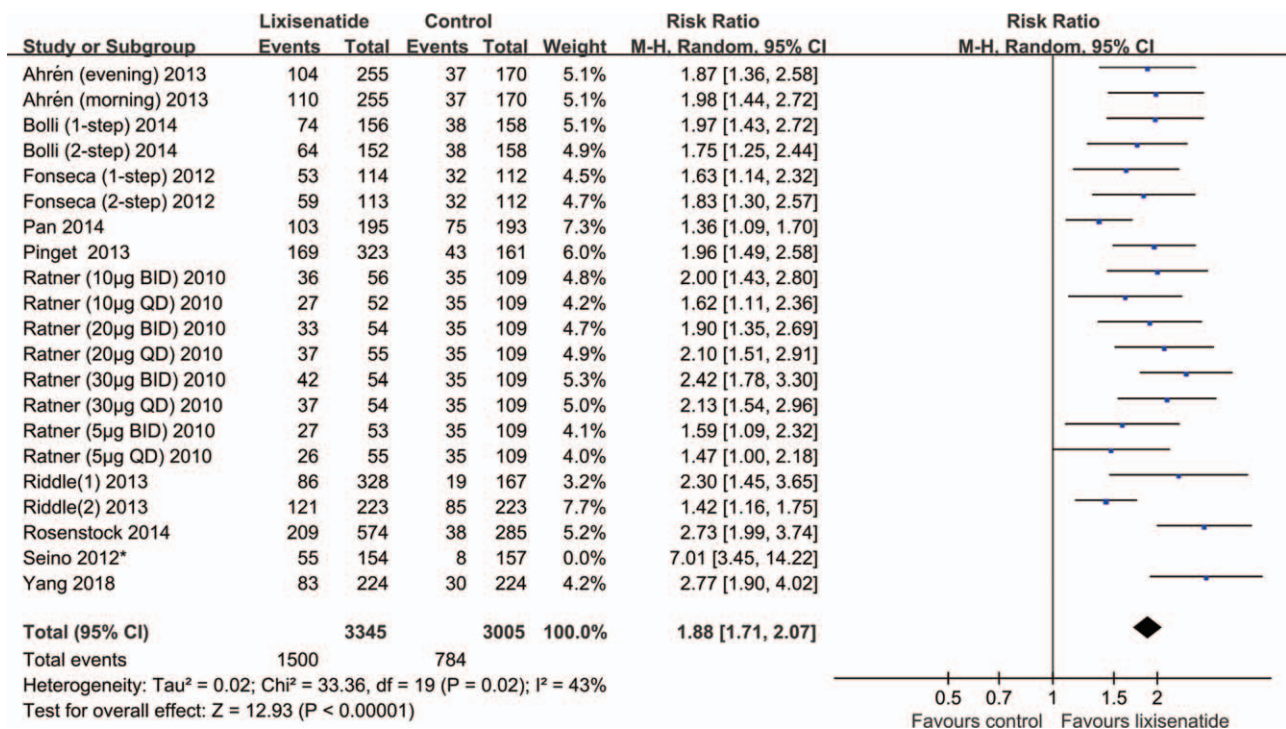 Lixisenatide Control Risk Ratio Risk Ratio
Study or Subgroup Events Total Events Total Weight M-H. Random. 95% CI M-H. Random. 95% CI
Ahrén (evening) 2013 104 255 37 170 5.1% 1.87 [1.36, 2.58]
Ahrén (morning) 2013 110 255 37 170 5.1% 1.98 [1.44, 2.72]
Bolli (1-step) 2014 74 156 38 158 5.1% 1.97 [1.43, 2.72]
Bolli (2-step) 2014 64 152 38 158 4.9% 1.75 [1.25, 2.44]
Fonseca (1-step) 2012 53 114 32 112 4.5% 1.63 [1.14, 2.32]
Fonseca (2-step) 2012 59 113 32 112 4.6% 1.83 [1.30, 2.57]
Pan 2014 103 195 75 193 7.3% 1.36 [1.09, 1.70]
Pinget 2013 169 323 43 161 6.0% 1.96 [1.49, 2.58]
Ratner (10µg BID) 2010 36 56 35 109 4.8% 2.00 [1.43, 2.80]
Ratner (10µg QD) 2010 27 52 35 109 4.2% 1.62 [1.11, 2.36]
Ratner (20µg BID) 2010 33 54 35 109 4.7% 1.90 [1.35, 2.69]
Ratner (20µg QD) 2010 37 55 35 109 4.9% 2.10 [1.51, 2.91]
Ratner (30µg BID) 2010 42 54 35 109 5.3% 2.42 [1.78, 3.30]
Ratner (30µg QD) 2010 37 54 35 109 5.0% 2.13 [1.54, 2.96]
Ratner (5µg BID) 2010 27 53 35 109 4.1% 1.59 [1.09, 2.32]
Ratner (5µg QD) 2010 26 55 35 109 4.0% 1.47 [1.00, 2.18]
Riddle(1) 2013 86 328 19 167 3.2% 2.30 [1.45, 3.65]
Riddle(2) 2013 121 223 85 223 7.7% 1.42 [1.16, 1.75]
Rosenstock 2014 209 574 38 285 5.2% 2.73 [1.99, 3.74]
Seino 2012* 55 154 8 157 0.0% 7.01 [3.45, 14.22]
Yang 2018 83 224 30 224 4.2% 2.77 [1.90, 4.02]
Total (95% CI) 3345 3005 100.0% 1.88 [1.71, 2.07]
Total events 1500 784
Heterogeneity: Tau² = 0.02; Chi² = 33.36, df = 19 (P = 0.02); I² = 43%
Test for overall effect: Z = 12.93 (P < 0.00001)
0.5 0.7 1 1.5 2
Favours control Favours lixisenatide